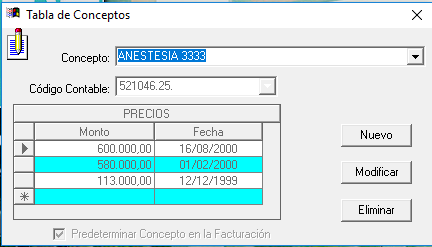 Tabla de Conceptos
Concepto: ANESTESIA 3333
Código Contable: 521046.25.
PRECIOS
Monto Fecha
600.000,00 16/08/2000
580.000,00 01/02/2000
113.000,00 12/12/1999
Nuevo
Modificar
Eliminar
Predeterminar Concepto en la Facturación